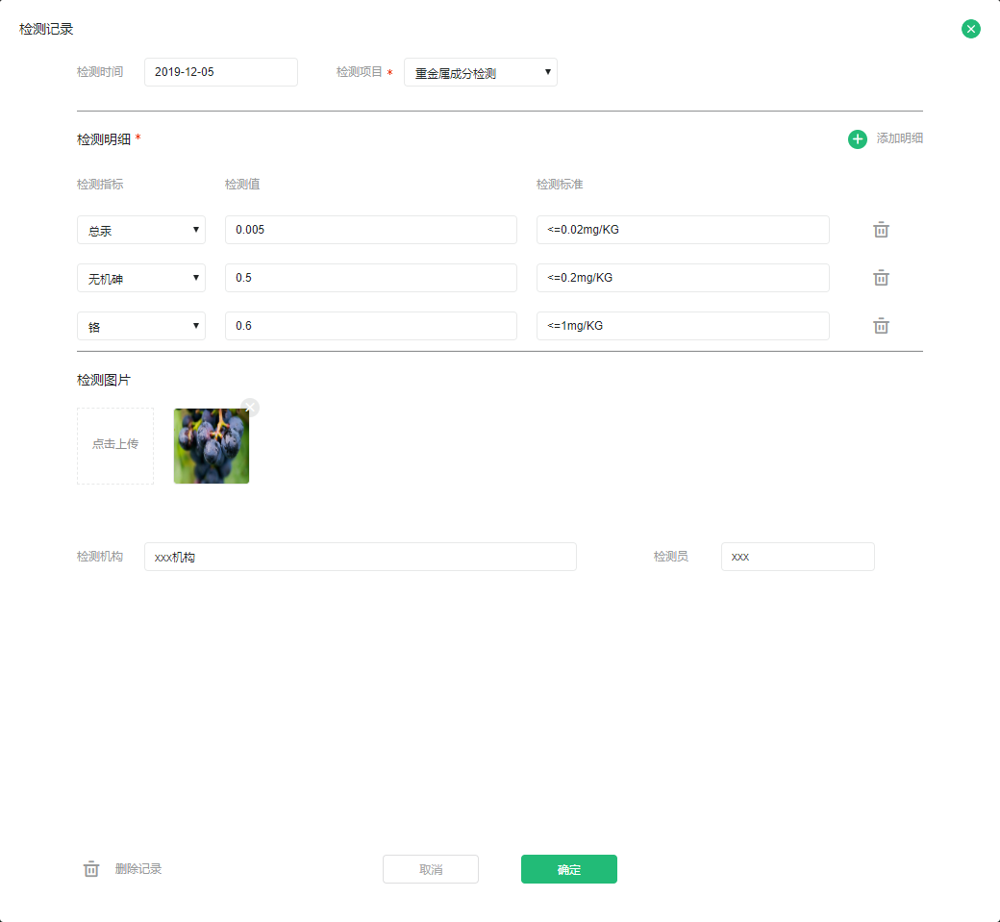 检测记录
检测时间 2019-12-05 检测项目 * 重金属成分检测
检测明细 * 添加明细
检测指标 检测值 检测标准
总汞 0.005 <=0.02mg/KG
无机砷 0.5 <=0.2mg/KG
铬 0.6 <=1mg/KG
检测图片
点击上传
检测机构 xxx机构 检测员 xxx
删除记录 取消 确定